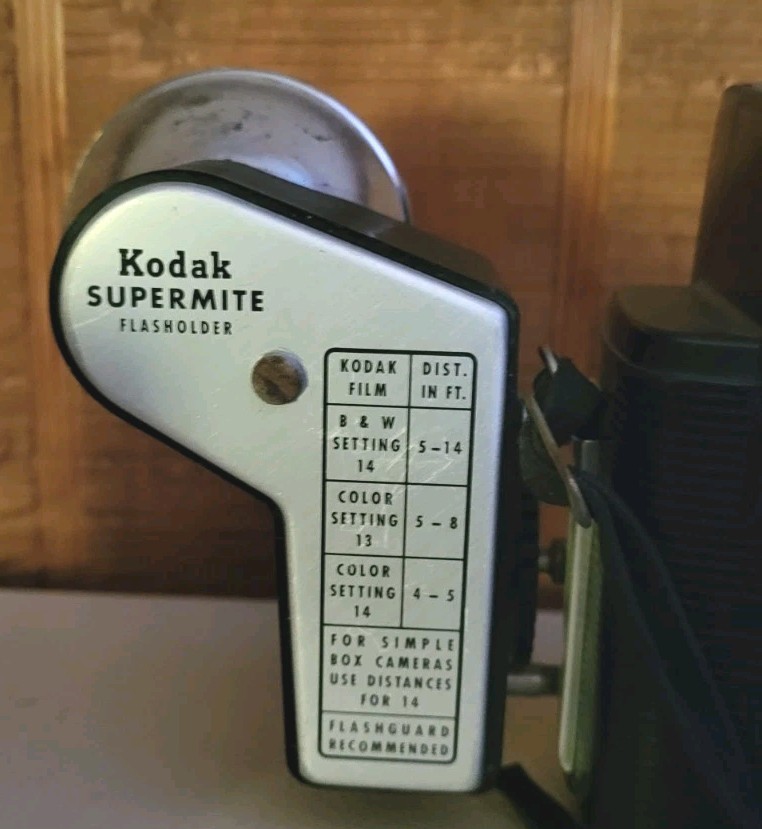 Kodak
SUPERMITE
FLASHOLDER
KODAK FILM
DIST. IN FT.
B & W SETTING 14
5-14
COLOR SETTING 13
5 - 8
COLOR SETTING 14
4 - 5
FOR SIMPLE
BOX CAMERAS
USE DISTANCES
FOR 14
FLASHGUARD
RECOMMENDED